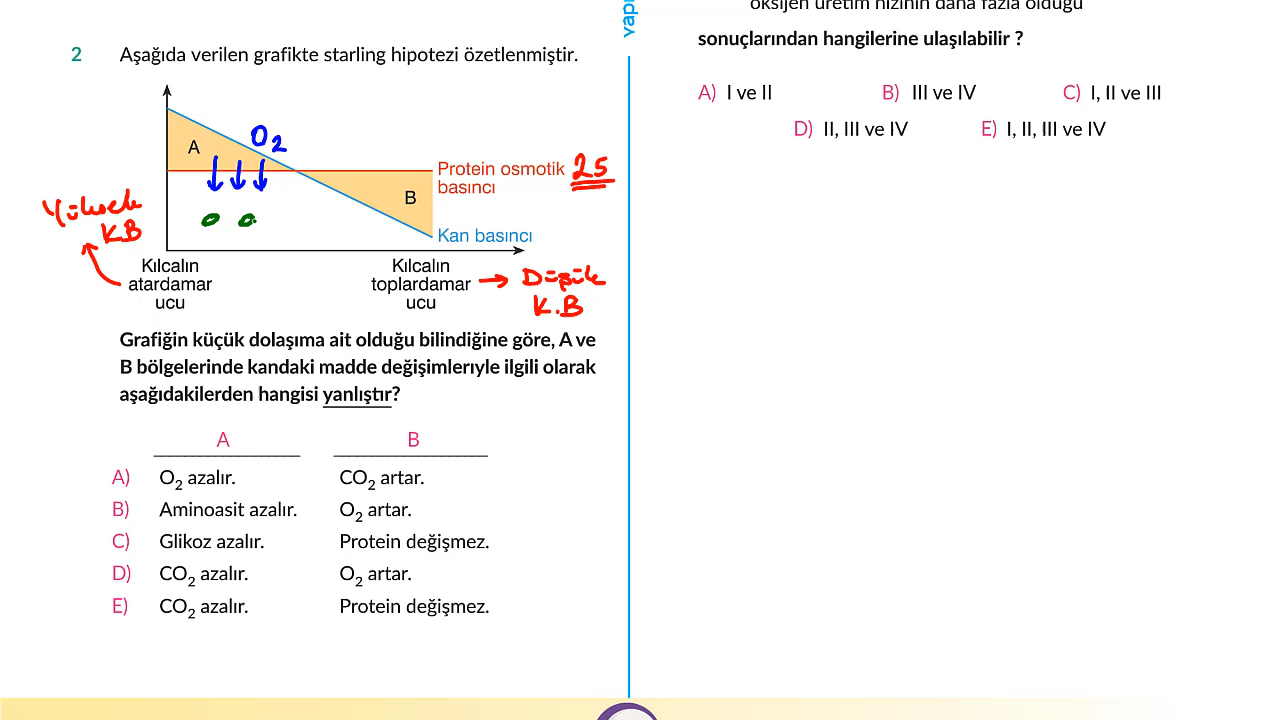 2 Aşağıda verilen grafikte starling hipotezi özetlenmiştir.
A
O2
Protein osmotik basıncı
25
B
Kan basıncı
Yüksek K.B
Kılcalın atardamar ucu
Kılcalın toplardamar ucu
Düşük K.B
Grafiğin küçük dolaşıma ait olduğu bilindiğine göre, A ve
B bölgelerinde kandaki madde değişimlerıyle ilgili olarak
aşağıdakilerden hangisi yanlıştır?
A B
A) O2 azalır. CO2 artar.
B) Aminoasit azalır. O2 artar.
C) Glikoz azalır. Protein değişmez.
D) CO2 azalır. O2 artar.
E) CO2 azalır. Protein değişmez.
oksijen üretim hızının daha fazla olduğu
sonuçlarından hangilerine ulaşılabilir ?
A) I ve II B) III ve IV C) I, II ve III
D) II, III ve IV E) I, II, III ve IV